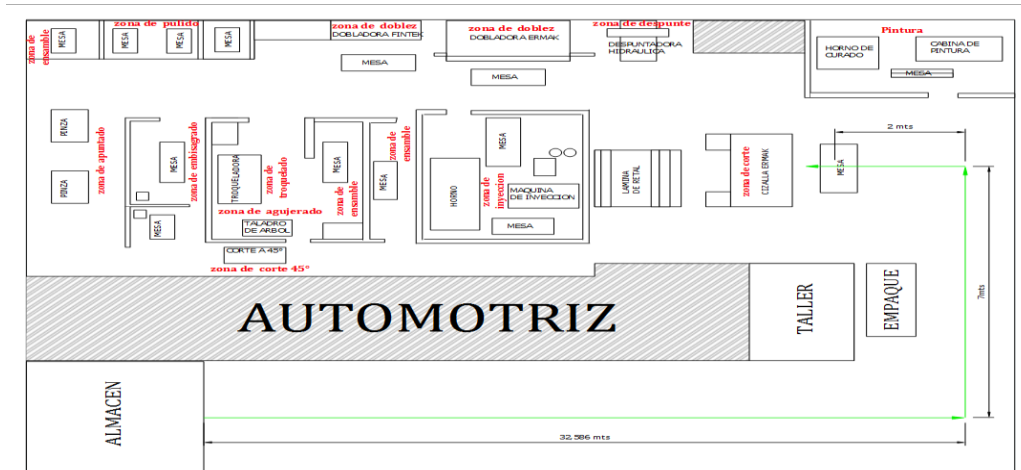 zona de pulido
zona de doblez
DOBLADORA FINTEK
zona de doblez
DOBLADORA ERMAK
zona de despunte
DESPUNTADORA
HIDRAULICA
Pintura
HORNO DE
CURADO
CABINA DE
PINTURA
MESA
zona de
ensamble
MESA
MESA
MESA
MESA
MESA
MESA
PINZA
PINZA
zona de apuntado
MESA
zona de embisagrado
MESA
TROQUELADORA
zona de
troquelado
zona de agujerado
TALADRO
DE ARBOL
CORTE A 45°
zona de corte 45°
MESA
zona de
ensamble
MESA
zona de
ensamble
HORNO
MESA
zona de
inyeccion
MAQUINA
DE INYECCION
MESA
LAMINA
DE RETAL
zona de corte
CIZALLA ERMAK
MESA
2 mts
7mts
AUTOMOTRIZ
TALLER
EMPAQUE
ALMACEN
32.586 mts